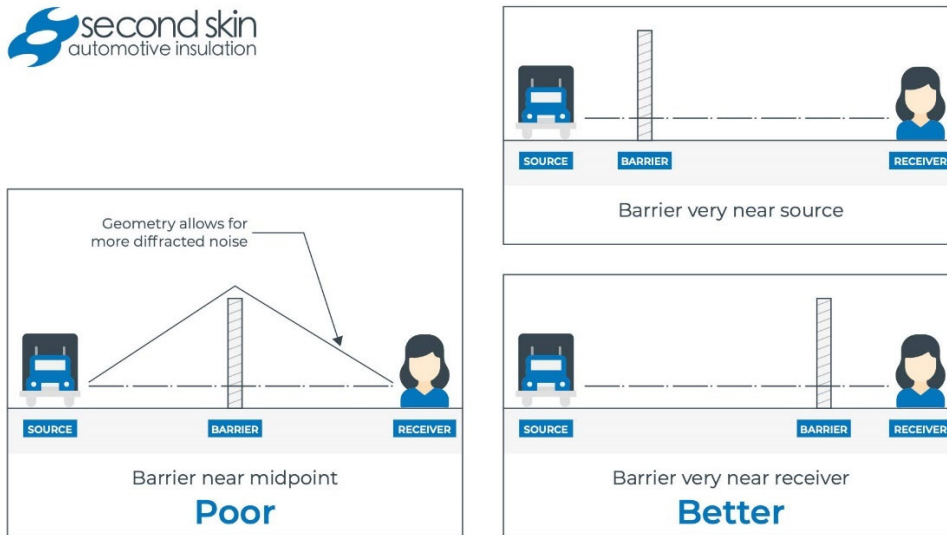 second skin
automotive insulation
SOURCE
BARRIER
RECEIVER
Barrier very near source
Geometry allows for
more diffracted noise
SOURCE
BARRIER
RECEIVER
Barrier near midpoint
Poor
SOURCE
BARRIER
RECEIVER
Barrier very near receiver
Better